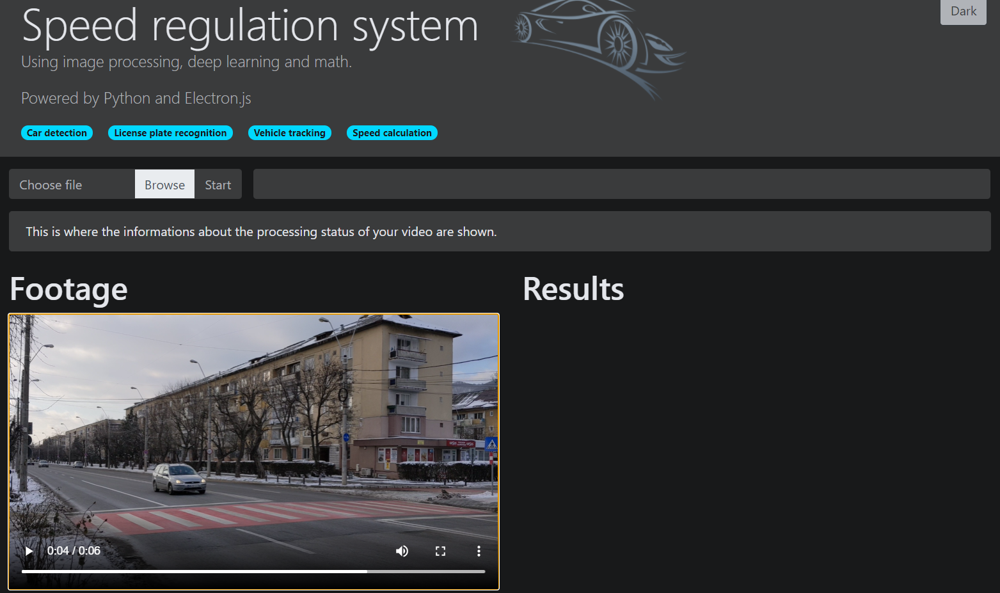 Speed regulation system
Dark
Using image processing, deep learning and math.
Powered by Python and Electron.js
Car detection
License plate recognition
Vehicle tracking
Speed calculation
Choose file
Browse
Start
This is where the informations about the processing status of your video are shown.
Footage
Results
0:04 / 0:06